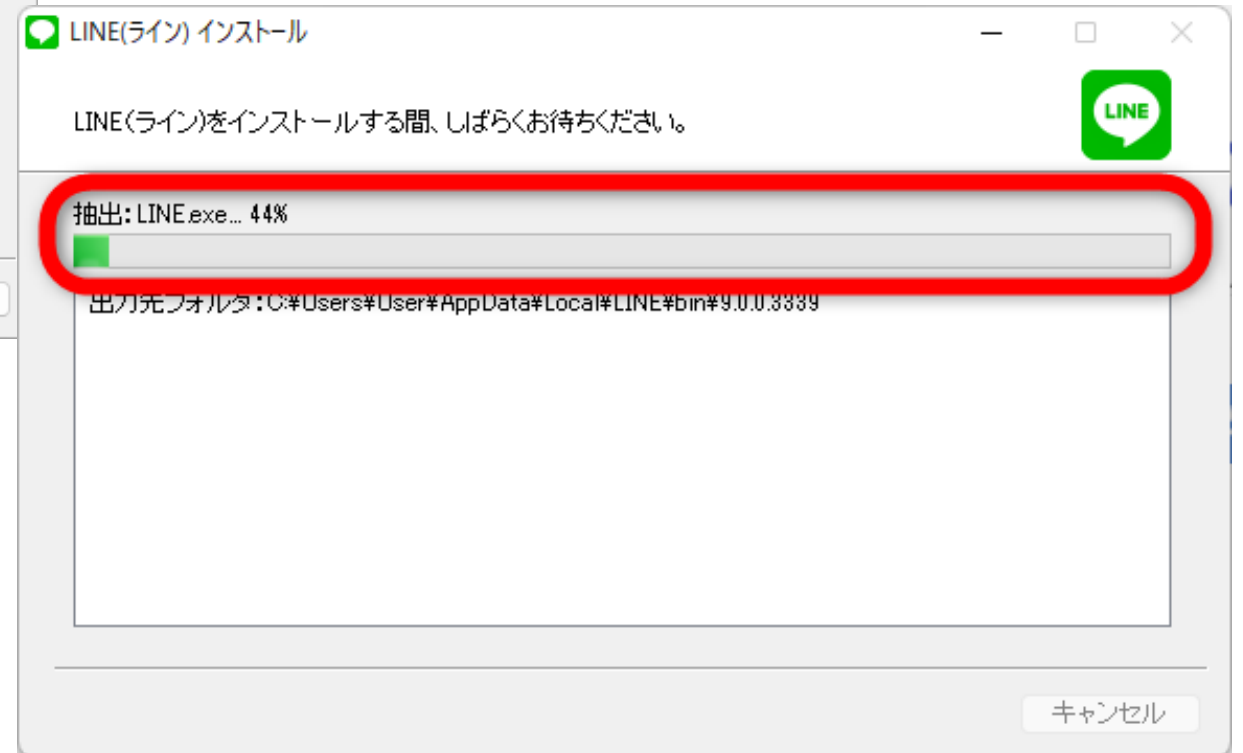 LINE(ライン) インストール
LINE(ライン)をインストールする間、しばらくお待ちください。
LINE
抽出: LINE.exe... 44%
出力先フォルダ: C:¥Users¥User¥AppData¥Local¥LINE¥bin¥9.0.0.3339
キャンセル